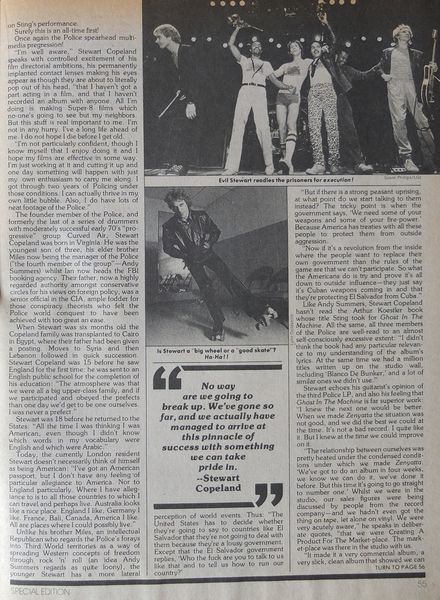 on Sting's performance.
Surely this is an all-time first!
Once again the Police spearhead multi-
media pregression!
"I'm well aware," Stewart Copeland
speaks with controlled excitement of his
film directorial ambitions, his permanently
implanted contact lenses making his eyes
appear as though they are about to literally
pop out of his head, "that I haven't got a
part acting in a film, and that I haven't
recorded an album with anyone. All I'm
doing is making Super-8 films which
no-one's going to see but my neighbors.
But this stuff is real important to me. I'm
not in any hurry. I've a long life ahead of
me. I do not hope I die before I get old.
"I'm not particularly confident, though I
know myself that I enjoy doing it and I
hope my films are effective in some way.
I'm just working at it and cutting it up and
one day something will happen with just
my own enthusiasm to carry me along. I
got through two years of Policing under
those conditions. I can actually thrive in my
own little bubble. Also, I do have lots of
neat footage of the Police."
The founder member of the Police, and
formerly the last of a series of drummers
with moderately successful early 70's "pro-
gressive" group Curved Air, Stewart
Copeland was born in Virginia. He was the
youngest son of three, his elder brother
Miles now being the manager of the Police
("the fourth member of the group"—Andy
Summers) whilst Ian now heads the FBI
booking agency. Their father, now a highly
regarded authority amongst conservative
circles for his views on foreign policy, was a
senior official in the CIA, ample fodder for
those conspiracy theorists who felt the
Police world conquest to have been
achieved with too great an ease.
When Stewart was six months old the
Copeland family was transplanted to Cairo
in Egypt, where their father had been given
a posting. Moves to Syria and then
Lebanon followed in quick succession.
Stewart Copeland was 15 before he saw
England for the first time: he was sent to an
English public school for the completion of
his education: "The atmosphere was that
we were all a big upper-class family, and if
we participated and obeyed the prefects
than one day we'd get to be one ourselves.
I was never a prefect."
Stewart was 18 before he returned to the
States: "All the time I was thinking I was
American, even though I didn't know
which words in my vocabulary were
English and which were Arabic."
Today, the currently London resident
Stewart doesn't necessarily think of himself
as being American: "I've got an American
passport, but I don't have any feeling of
particular allegiance to America. Nor to
England particularly. Where I have alleg-
iance to is to all those countries to which I
can travel and perhaps live. Australia looks
like a nice place. England I like, Germany I
like, France, Bali, Canada, America I like.
All are places where I could possibly live."
Unlike his brother Miles, an intellectual
Republican who regards the Police's forays
into Third World territories as a way of
spreading Western concepts of freedom
through rock 'n' roll (an idea Andy
Summers regards as quite loony), the
younger Stewart has a more lateral
Evil Stewart readies the prisoners for execution!
Is Stewart a "big wheel or a "good skate"?
Ha-Ha!!
No way
are we going to
break up. We've gone so
far, and we actually have
managed to arrive at
this pinnacle of
success with something
we can take
pride in.
--Stewart
Copeland
perception of world events. Thus: "The
United States has to decide whether
they're going to say to countries like El
Salvador that they're not going to deal with
them because they're a lousy government.
Except that the El Salvador government
replies, 'Who the fuck are you to talk to us
like that and to tell us how to run our
country?'
"But if there is a strong peasant uprising,
at what point do we start talking to them
instead? The tricky point is when the
government says, 'We need some of your
weapons and some of your fire-power.'
Because America has treaties with all these
people to protect them from outside
aggression.
"Now if it's a revolution from the inside
where the people want to replace their
own government than the rules of the
game are that we can't participate. So what
the Americans do is try and prove it's all
down to outside influence—they just say
it's Cuban weapons coming in and that
they're protecting El Salvador from Cuba."
Like Andy Summers, Stewart Copeland
hasn't read the Arthur Koestler book
whose title Sting took for Ghost In The
Machine. All the same, all three members
of the Police are well-read to an almost
self-consciously excessive extent: "I didn't
think the book had any particular relevan-
ce to my understanding of the album's
lyrics. At the same time we had a million
titles written up on the studio wall,
including 'Blanco De Bunker,' and a lot of
similar ones we didn't use."
Stewart echoes his guitarist's opinion of
the third Police LP, and also his feeling that
Ghost In The Machine is far superior work:
"I knew the next one would be better.
When we made Zenyatta the situation was
not good, and we did the best we could at
the time. It's not a bad record. I quite like
it. But I knew at the time we could improve
on it.
"The relationship between ourselves was
pretty heated under the condensed condi-
tions under which we made Zenyatta.
We've got to do an album in four weeks,
we know we can do it, we've done it
before. But this time it's going to go straight
to number one.' Whilst we were in the
studio, our sales figures were being
discussed by people from the record
company—and we hadn't even got the
thing on tape, let alone on vinyl. We were
very acutely aware," he speaks in deliber-
ate quotes, "that we were Creating A
Product For The Market-place. The mark-
et-place was there in the studio with us.
"It made it a very commercial album, a
very slick, clean album that showed we can
TURN TO PAGE 56
SPECIAL EDITION
55